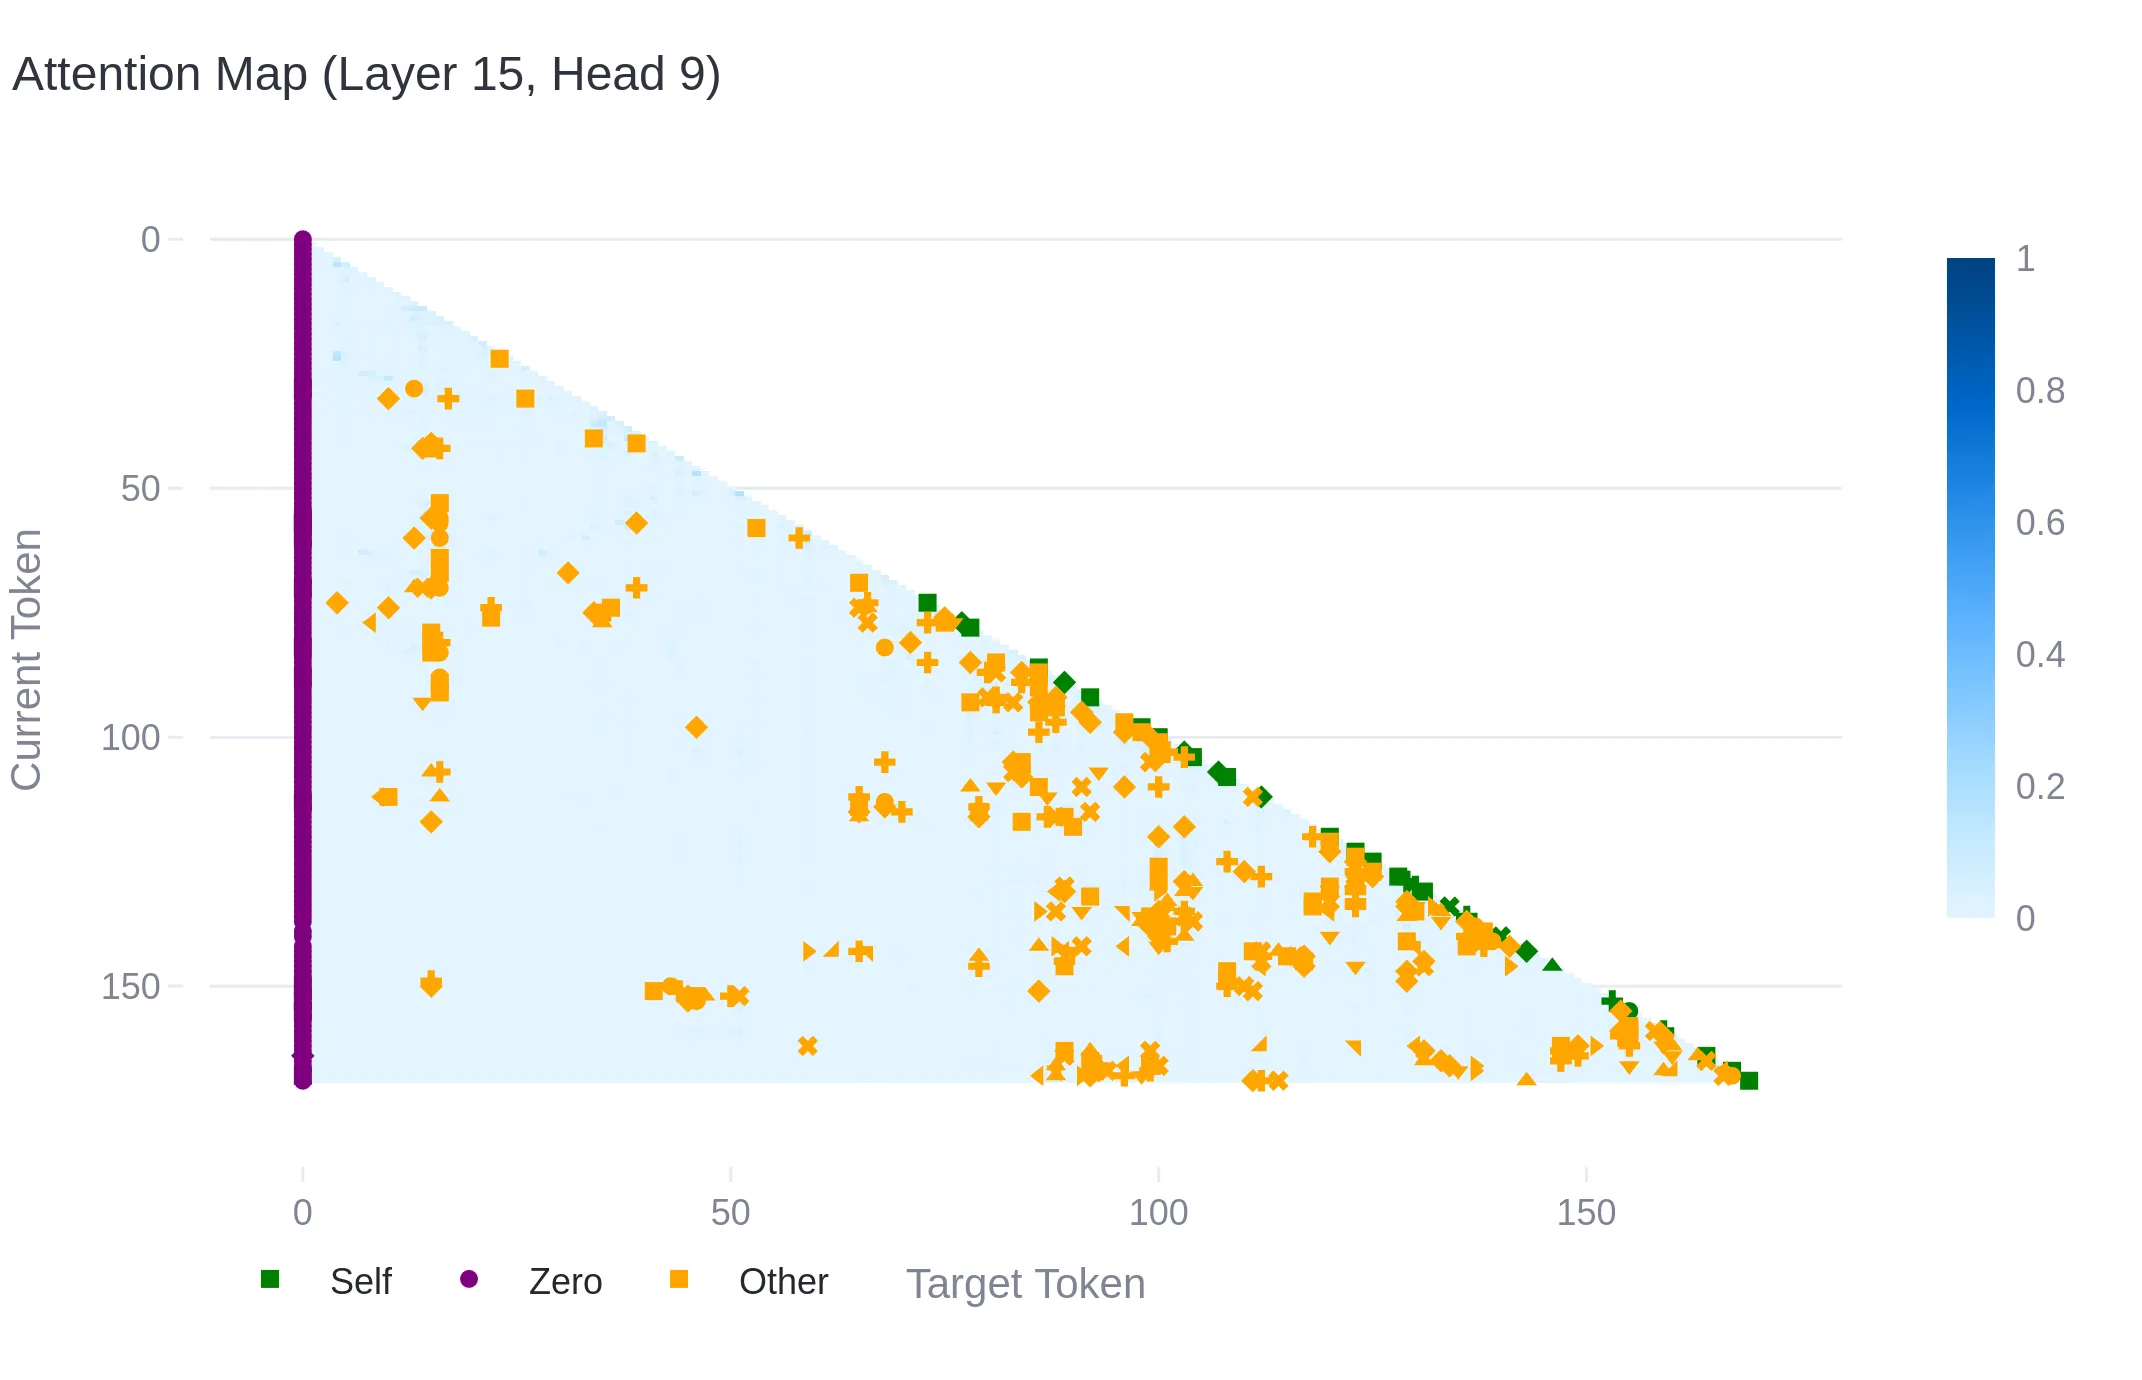 Attention Map (Layer 15, Head 9)
0
50
100
150
Current Token
0
50
100
150
Target Token
Self
Zero
Other
1
0.8
0.6
0.4
0.2
0